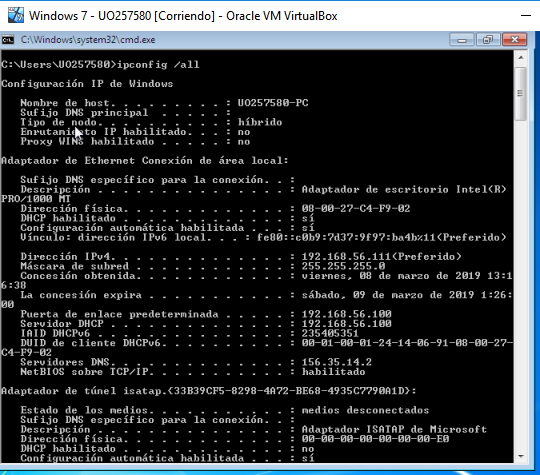 Windows 7 - UO257580 [Corriendo] - Oracle VM VirtualBox
C:\Windows\system32\cmd.exe
C:\Users\UO257580>ipconfig /all
Configuración IP de Windows
Nombre de host. . . . . . . . . : UO257580-PC
Sufijo DNS principal . . . . . :
Tipo de nodo. . . . . . . . . . : híbrido
Enrutamiento IP habilitado. . . : no
Proxy WINS habilitado . . . . . : no
Adaptador de Ethernet Conexión de área local:
Sufijo DNS específico para la conexión. . :
Descripción . . . . . . . . . . . . . . . : Adaptador de escritorio Intel(R)
PRO/1000 MT
Dirección física. . . . . . . . . . . . . : 08-00-27-C4-F9-02
DHCP habilitado . . . . . . . . . . . . . : sí
Configuración automática habilitada . . . : sí
Vínculo: dirección IPv6 local. . . : fe80::c0b9:7d37:9f97:ba4b%11(Preferido)
Dirección IPv4. . . . . . . . . . . . . . : 192.168.56.111(Preferido)
Máscara de subred . . . . . . . . . . . . : 255.255.255.0
Concesión obtenida. . . . . . . . . . . . : viernes, 08 de marzo de 2019 13:1
6:38
La concesión expira . . . . . . . . . . . : sábado, 09 de marzo de 2019 1:26:
00
Puerta de enlace predeterminada . . . . . : 192.168.56.100
Servidor DHCP . . . . . . . . . . . . . . : 192.168.56.100
IAID DHCPv6 . . . . . . . . . . . . . . . : 235405351
DUID de cliente DHCPv6. . . . . . . . . . : 00-01-00-01-24-14-06-91-08-00-27-
C4-F9-02
Servidores DNS. . . . . . . . . . . . . . : 156.35.14.2
NetBIOS sobre TCP/IP. . . . . . . . . . . : habilitado
Adaptador de túnel isatap.{33B39CF5-8298-4A72-BE68-4935C7790A1D}:
Estado de los medios. . . . . . . . . . . : medios desconectados
Sufijo DNS específico para la conexión. . :
Descripción . . . . . . . . . . . . . . . : Adaptador ISATAP de Microsoft
Dirección física. . . . . . . . . . . . . : 00-00-00-00-00-00-00-E0
DHCP habilitado . . . . . . . . . . . . . : no
Configuración automática habilitada . . . : sí